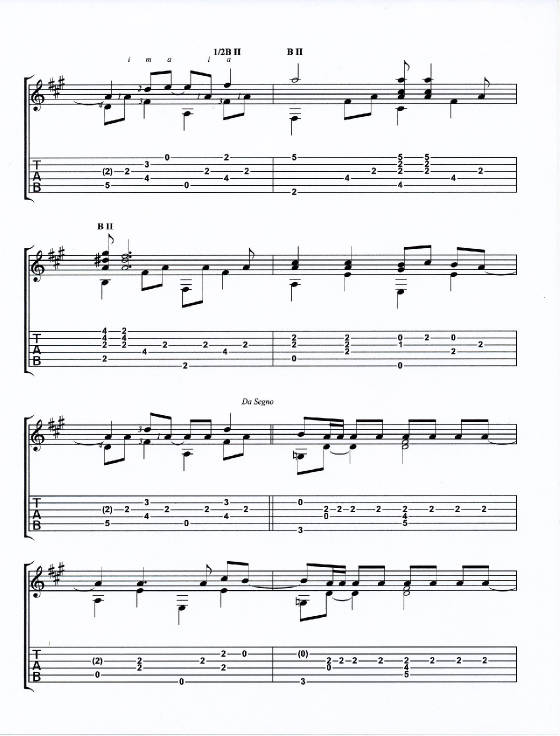 1/2B II B II
i m a i a
0 2 5 5 5
T 3 2 2
A (2) 2 2 2 2 2 2 2
B 4 4 4 4
5 0 4
2
B II
4 4
T 4 4 2 2 0 2 0
A 2 2 2 2 2 2 1 2
B 4 4 2 2 2
2 0
2 0
Da Segno
T 3 3 0
A (2) 2 2 2 2 2 2 2 2 2 2 2
B 4 4 0 4
5 0 5
3
T 2 0 (0)
A (2) 2 2 2 2 2 2 2 2 2 2
B 2 2 0 4
0 5
0 3